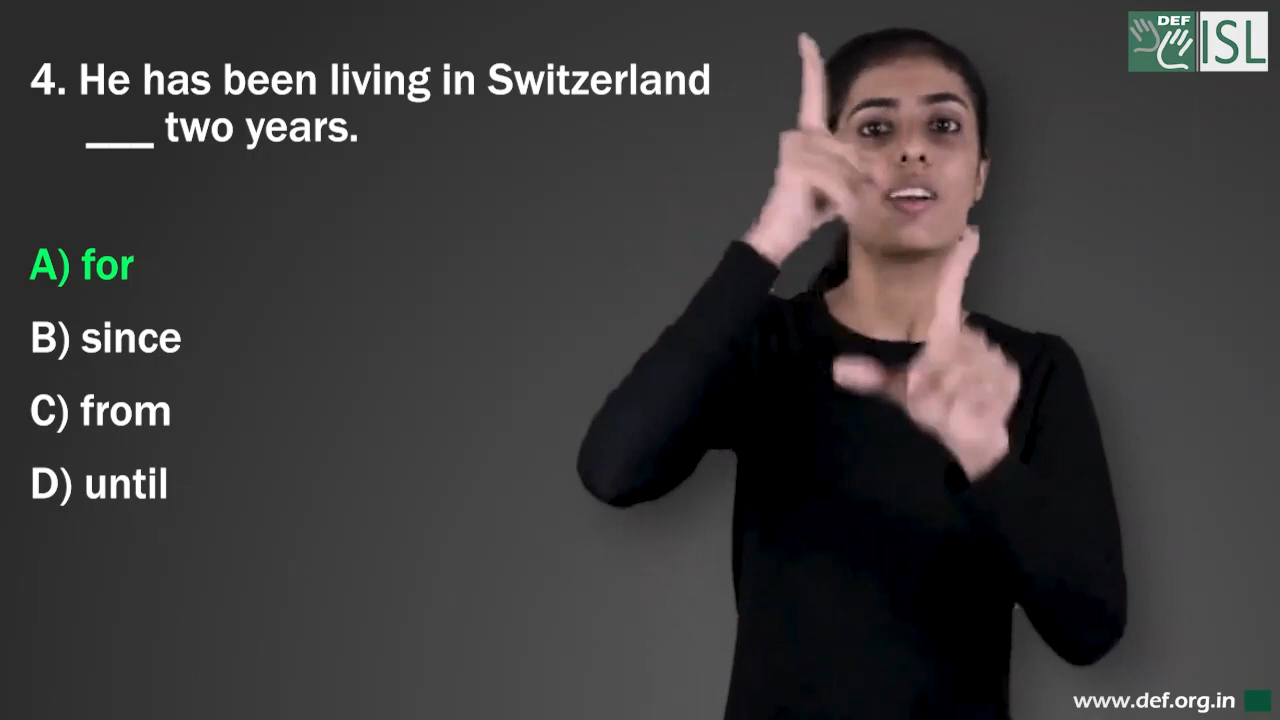 4. He has been living in Switzerland
___ two years.
A) for
B) since
C) from
D) until
DEF
ISL
www.def.org.in